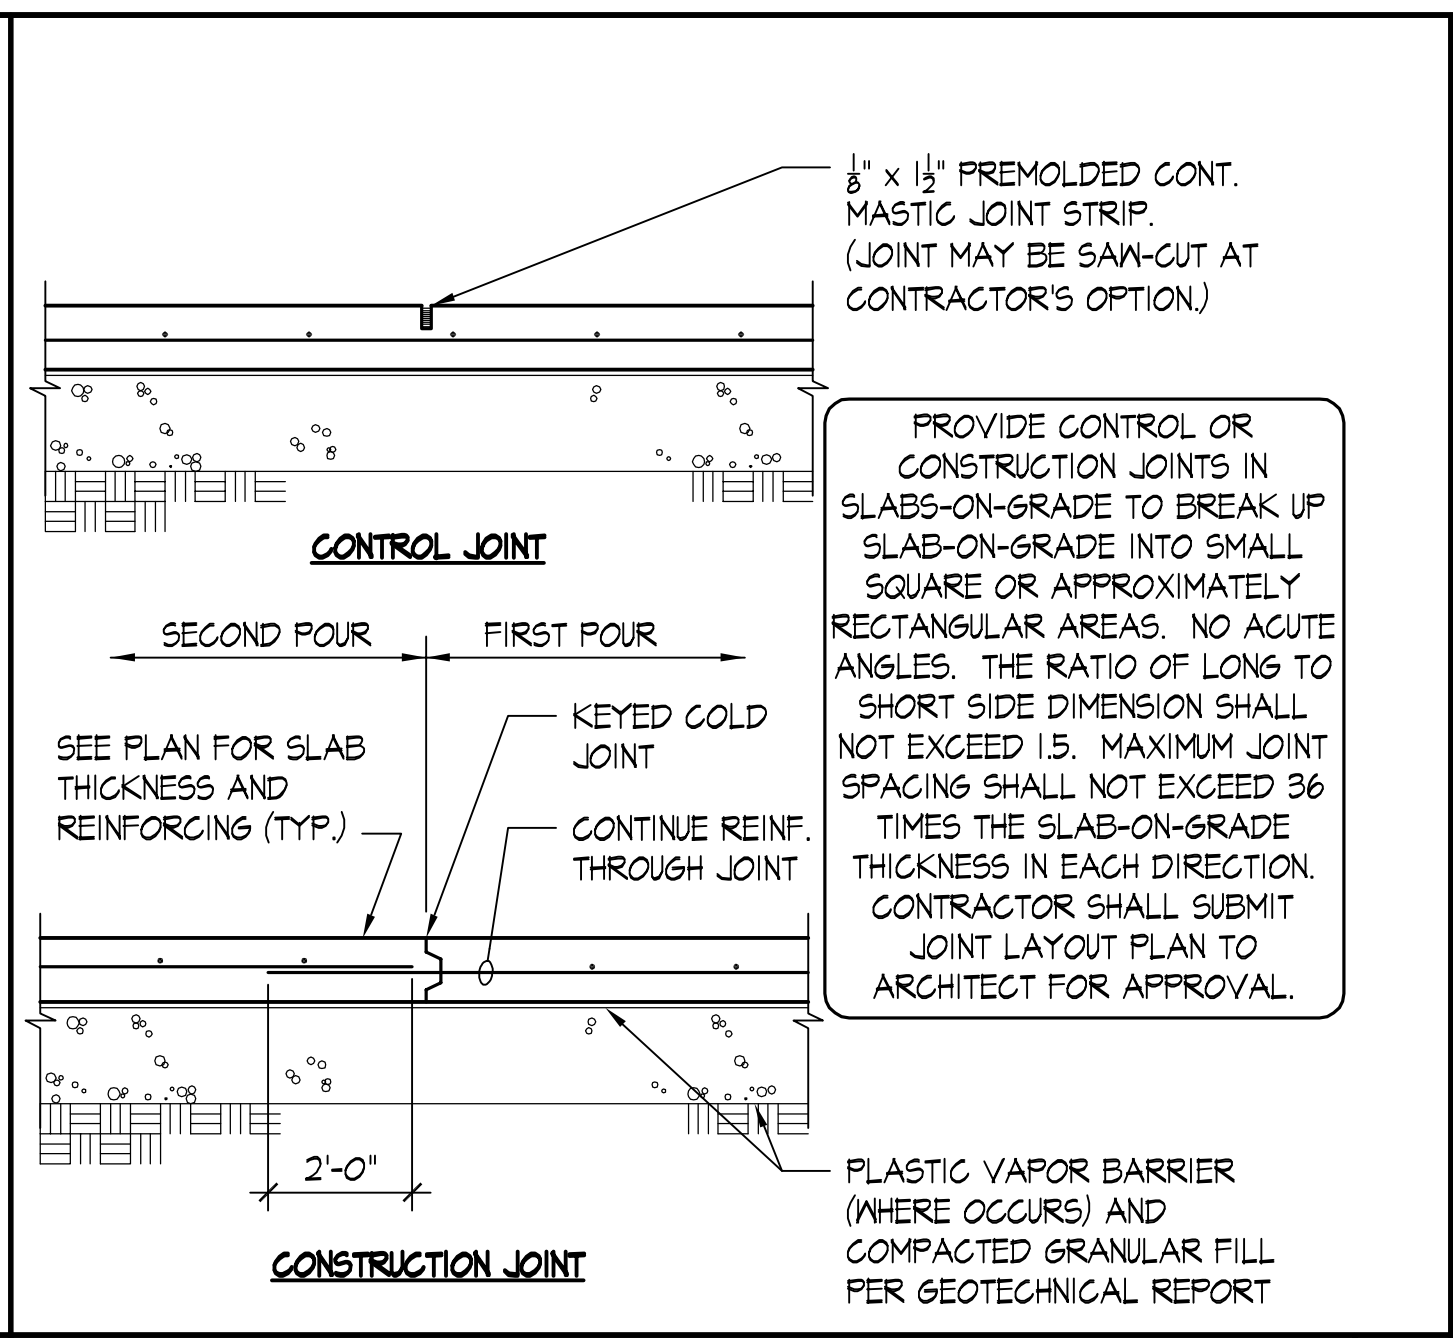 1/8" x 1 1/2" PREMOLDED CONT.
MASTIC JOINT STRIP.
(JOINT MAY BE SAW-CUT AT
CONTRACTOR'S OPTION.)
CONTROL JOINT
PROVIDE CONTROL OR
CONSTRUCTION JOINTS IN
SLABS-ON-GRADE TO BREAK UP
SLAB-ON-GRADE INTO SMALL
SQUARE OR APPROXIMATELY
RECTANGULAR AREAS. NO ACUTE
ANGLES. THE RATIO OF LONG TO
SHORT SIDE DIMENSION SHALL
NOT EXCEED 1.5. MAXIMUM JOINT
SPACING SHALL NOT EXCEED 36
TIMES THE SLAB-ON-GRADE
THICKNESS IN EACH DIRECTION.
CONTRACTOR SHALL SUBMIT
JOINT LAYOUT PLAN TO
ARCHITECT FOR APPROVAL.
SECOND POUR
FIRST POUR
SEE PLAN FOR SLAB
THICKNESS AND
REINFORCING (TYP.)
KEYED COLD
JOINT
CONTINUE REINF.
THROUGH JOINT
2'-0"
CONSTRUCTION JOINT
PLASTIC VAPOR BARRIER
(WHERE OCCURS) AND
COMPACTED GRANULAR FILL
PER GEOTECHNICAL REPORT